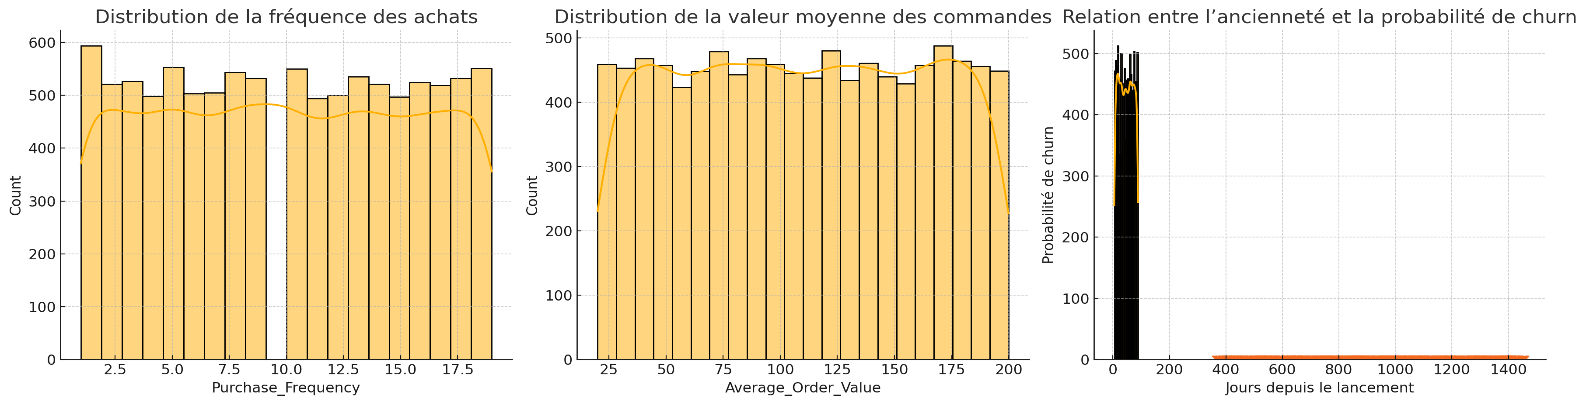 Distribution de la fréquence des achats
600
500
400
300
200
100
0
Count
2.5 5.0 7.5 10.0 12.5 15.0 17.5
Purchase_Frequency
Distribution de la valeur moyenne des commandes
500
400
300
200
100
0
Count
25 50 75 100 125 150 175 200
Average_Order_Value
Relation entre l’ancienneté et la probabilité de churn
500
400
300
200
100
0
Probabilité de churn
0 200 400 600 800 1000 1200 1400
Jours depuis le lancement